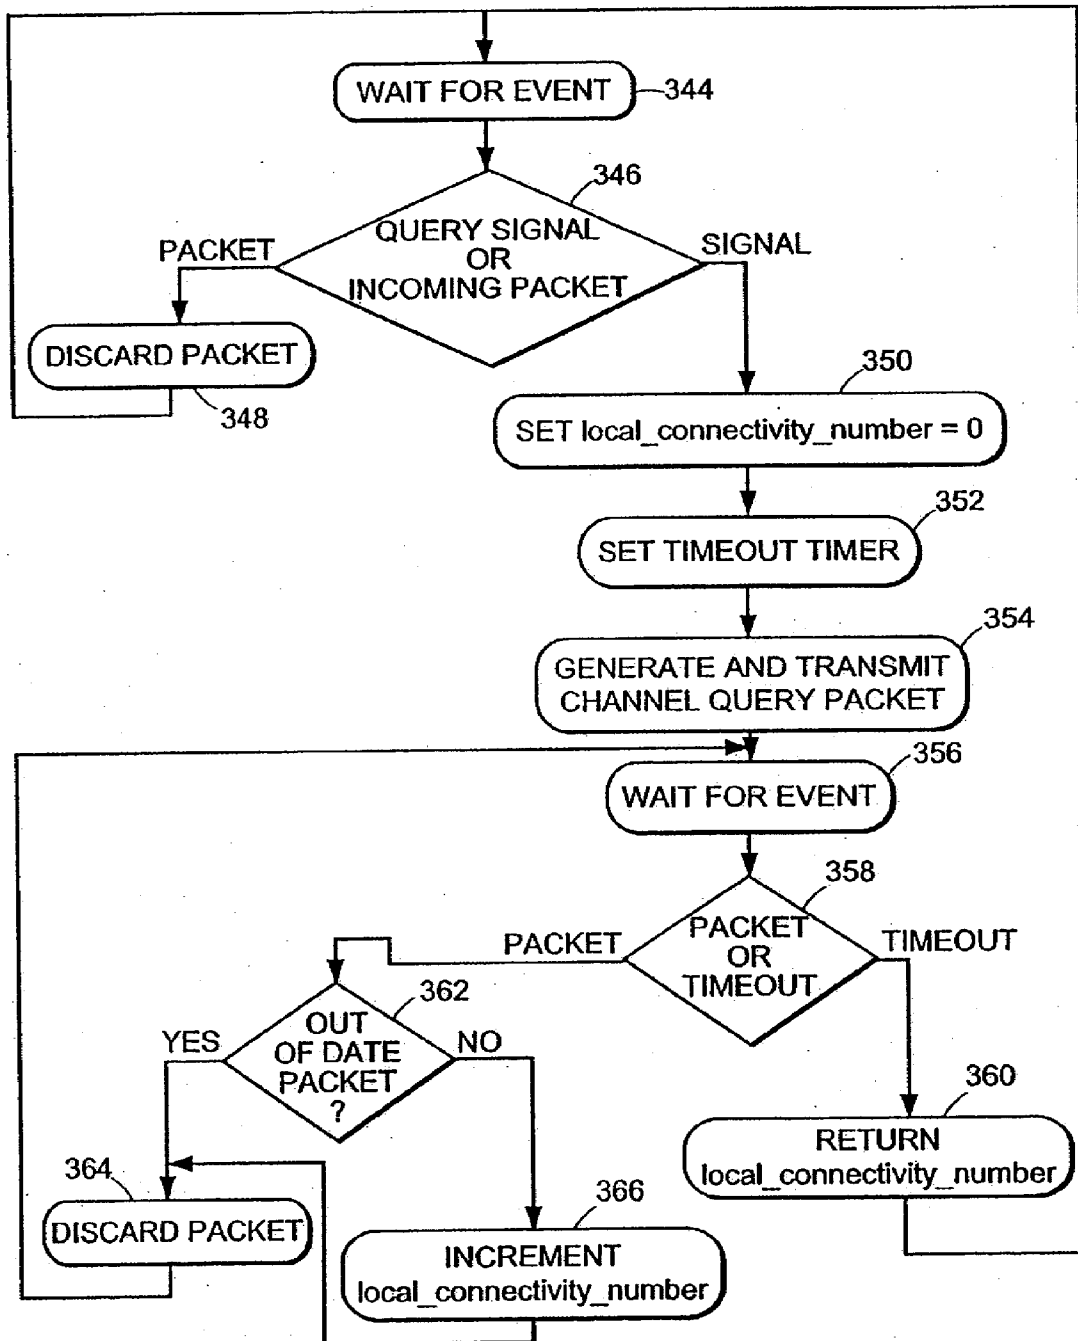 WAIT FOR EVENT
344
346
QUERY SIGNAL
OR
INCOMING PACKET
PACKET
SIGNAL
DISCARD PACKET
348
350
SET local_connectivity_number = 0
352
SET TIMEOUT TIMER
354
GENERATE AND TRANSMIT
CHANNEL QUERY PACKET
356
WAIT FOR EVENT
358
PACKET
OR
TIMEOUT
PACKET
TIMEOUT
362
OUT
OF DATE
PACKET
?
YES
NO
360
RETURN
local_connectivity_number
364
DISCARD PACKET
366
INCREMENT
local_connectivity_number